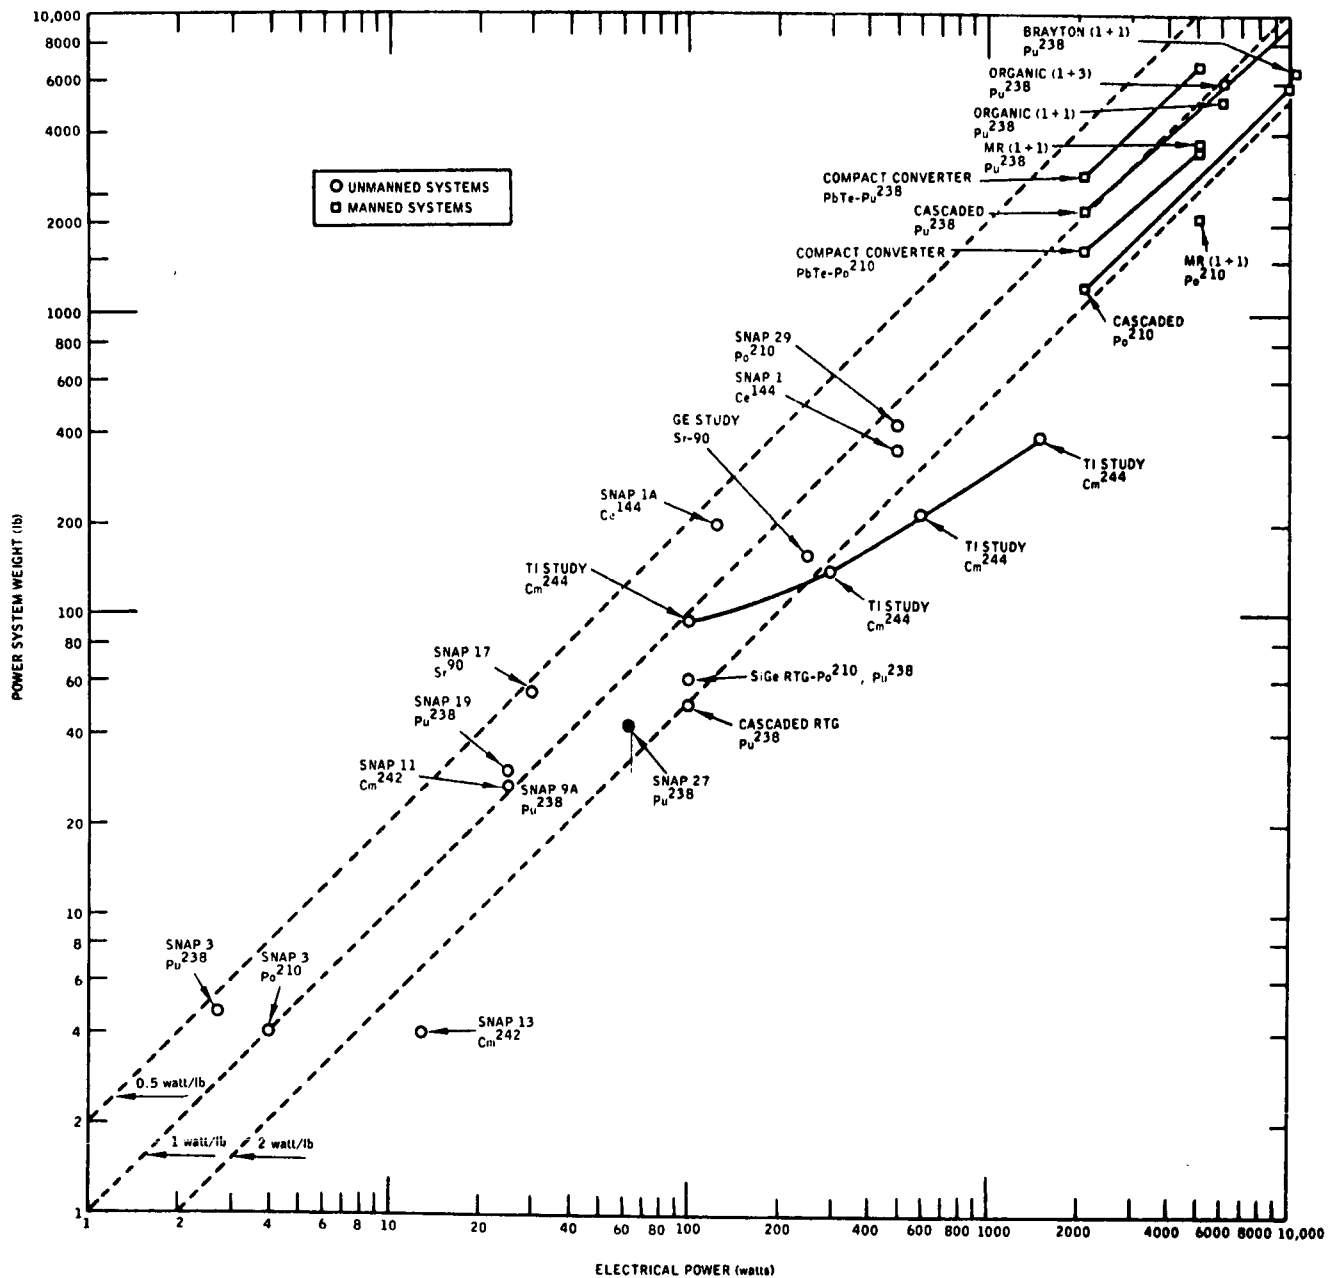 10,000
8000
6000
4000
2000
1000
800
600
400
200
100
80
60
40
20
10
8
6
4
2
1
POWER SYSTEM WEIGHT (lb)
○ UNMANNED SYSTEMS
□ MANNED SYSTEMS
BRAYTON (1+1)
Pu238
ORGANIC (1+3)
Pu238
ORGANIC (1+1)
Pu238
MR (1+1)
Pu238
COMPACT CONVERTER
PbTe-Pu238
CASCADED
Pu238
COMPACT CONVERTER
PbTe-Po210
MR (1+1)
Po210
CASCADED
Po210
SNAP 29
Po210
SNAP 1
Ce144
GE STUDY
Sr-90
TI STUDY
Cm244
SNAP 1A
Ce144
TI STUDY
Cm244
TI STUDY
Cm244
TI STUDY
Cm244
SNAP 17
Sr90
SiGe RTG-Po210, Pu238
SNAP 19
Pu238
CASCADED RTG
Pu238
SNAP 11
Cm242
SNAP 9A
Pu238
SNAP 27
Pu238
SNAP 3
Pu238
SNAP 3
Po210
SNAP 13
Cm242
0.5 watt/lb
1 watt/lb
2 watt/lb
1 2 4 6 8 10 20 40 60 80 100 200 400 600 800 1000 2000 4000 6000 8000 10,000
ELECTRICAL POWER (watts)